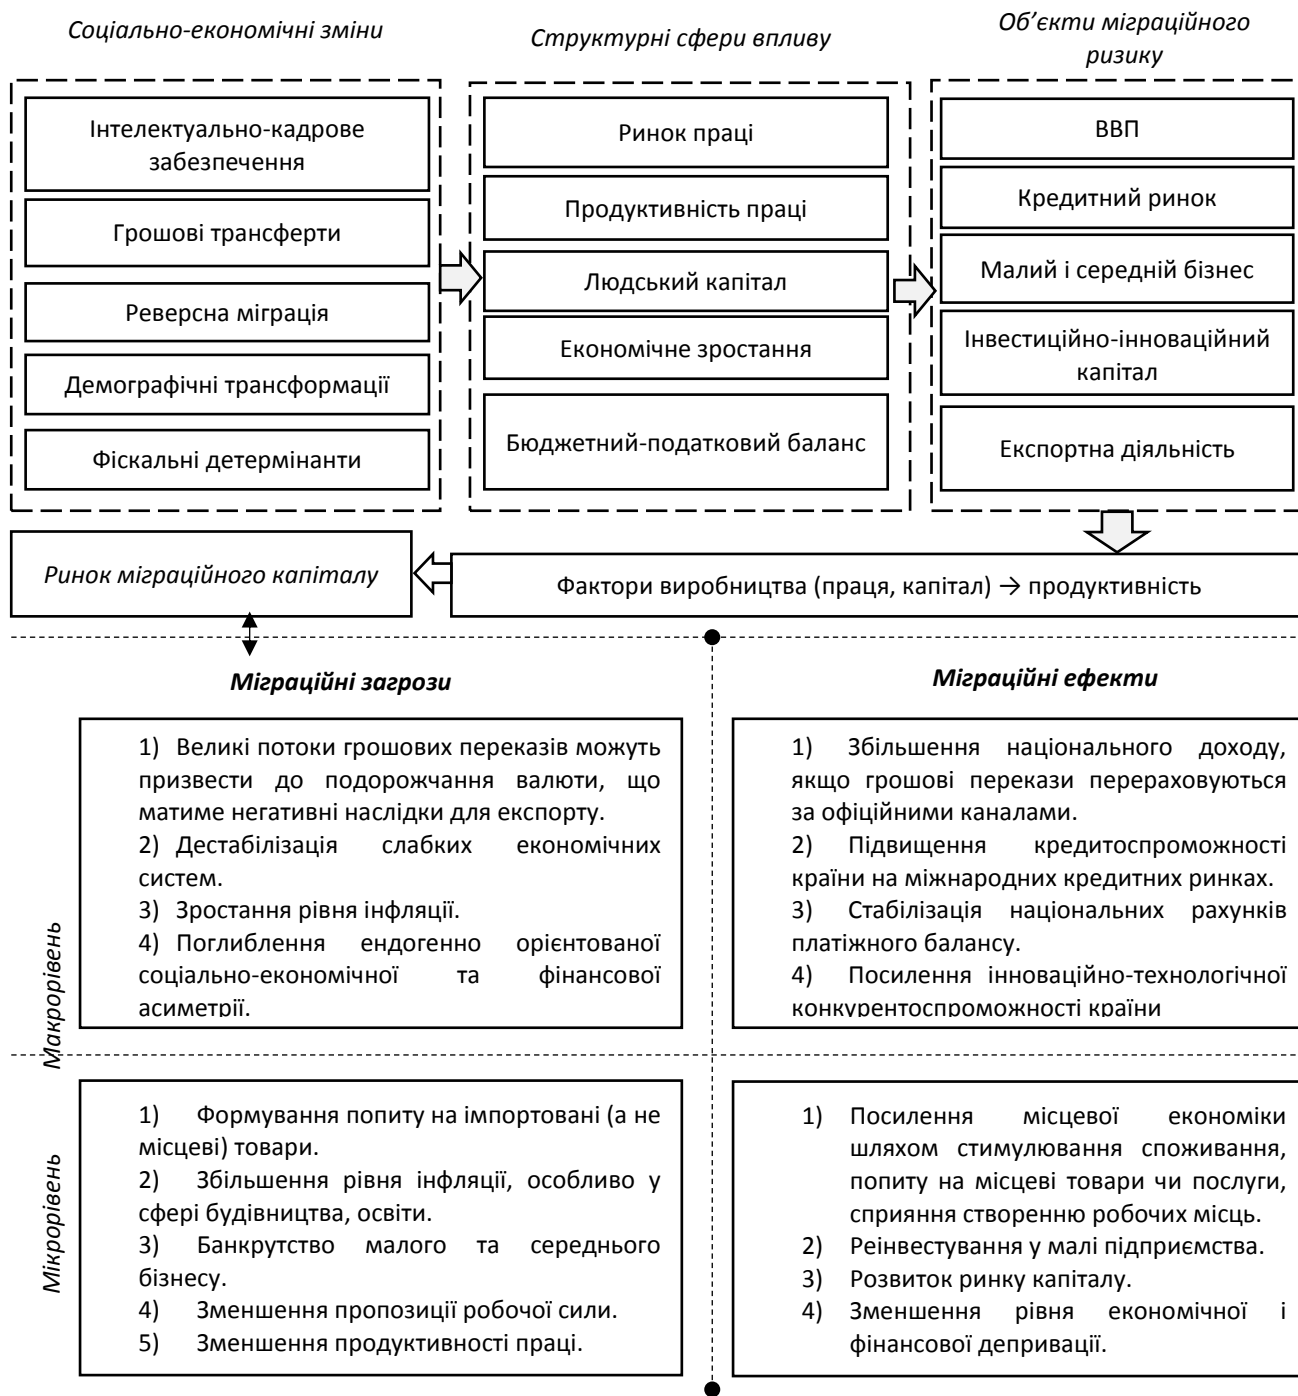 Соціально-економічні зміни
Інтелектуально-кадрове
забезпечення
Грошові трансферти
Реверсна міграція
Демографічні трансформації
Фіскальні детермінанти
Структурні сфери впливу
Ринок праці
Продуктивність праці
Людський капітал
Економічне зростання
Бюджетний-податковий баланс
Об’єкти міграційного
ризику
ВВП
Кредитний ринок
Малий і середній бізнес
Інвестиційно-інноваційний
капітал
Експортна діяльність
Ринок міграційного капіталу
Фактори виробництва (праця, капітал) → продуктивність
Міграційні загрози
Міграційні ефекти
Макрорівень
1) Великі потоки грошових переказів можуть
призвести до подорожчання валюти, що
матиме негативні наслідки для експорту.
2) Дестабілізація слабких економічних
систем.
3) Зростання рівня інфляції.
4) Поглиблення ендогенно орієнтованої
соціально-економічної та фінансової
асиметрії.
1) Збільшення національного доходу,
якщо грошові перекази перераховуються
за офіційними каналами.
2) Підвищення кредитоспроможності
країни на міжнародних кредитних ринках.
3) Стабілізація національних рахунків
платіжного балансу.
4) Посилення інноваційно-технологічної
конкурентоспроможності країни
Мікрорівень
1) Формування попиту на імпортовані (а не
місцеві) товари.
2) Збільшення рівня інфляції, особливо у
сфері будівництва, освіти.
3) Банкрутство малого та середнього
бізнесу.
4) Зменшення пропозиції робочої сили.
5) Зменшення продуктивності праці.
1) Посилення місцевої економіки
шляхом стимулювання споживання,
попиту на місцеві товари чи послуги,
сприяння створенню робочих місць.
2) Реінвестування у малі підприємства.
3) Розвиток ринку капіталу.
4) Зменшення рівня економічної і
фінансової депривації.